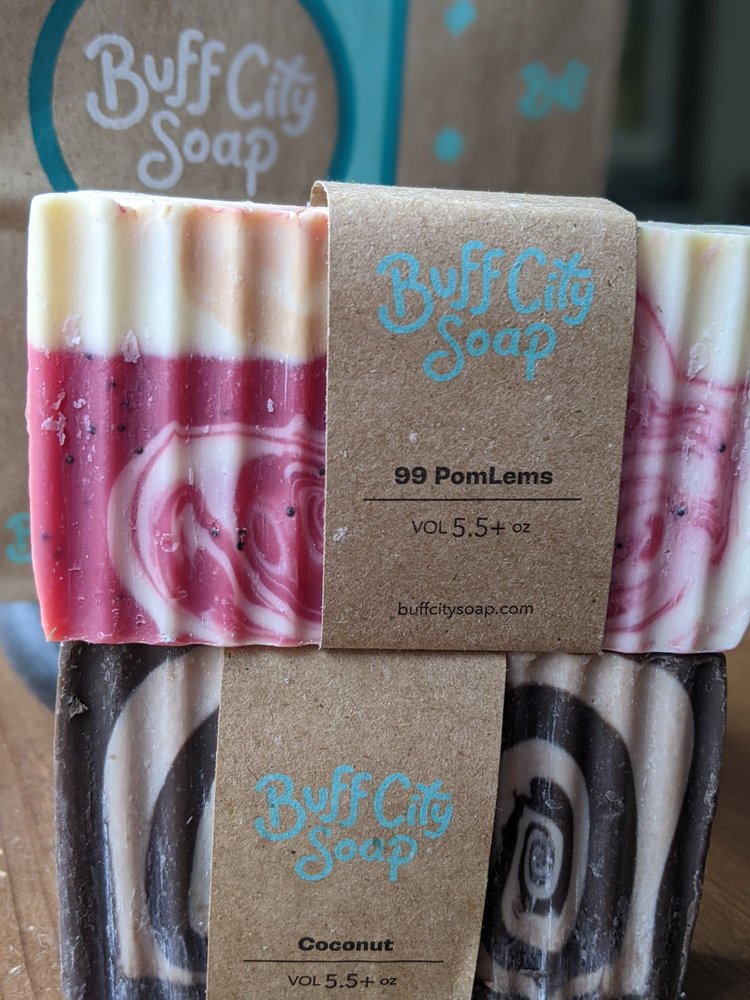 Buff City
Soap
Buff City
Soap
99 PomLems
VOL 5.5+ oz
buffcitysoap.com
Buff City
Soap
Coconut
VOL 5.5+ oz